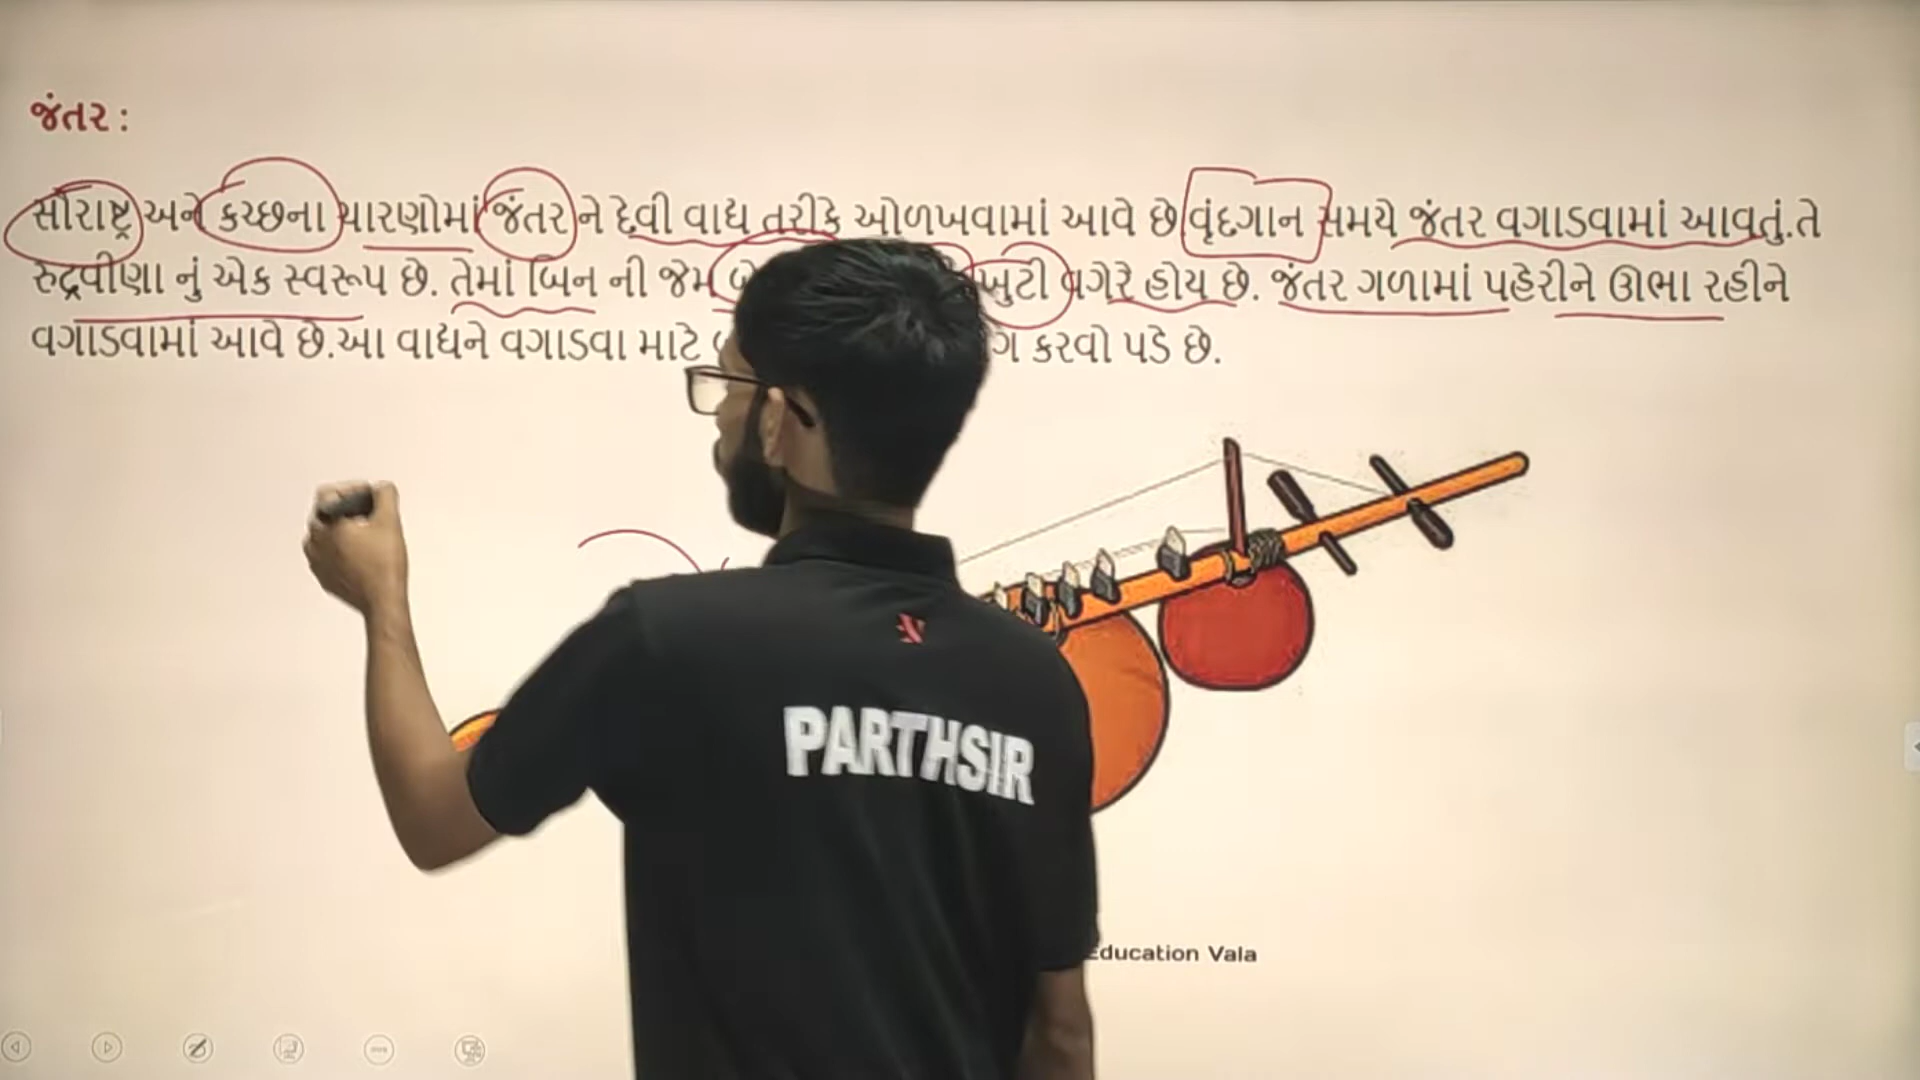 જંતર :
સૌરાષ્ટ્ર અને કચ્છના ચારણોમાં જંતર ને દેવી વાદ્ય તરીકે ઓળખવામાં આવે છે વૃંદગાન સમયે જંતર વગાડવામાં આવતું.તે
રુદ્રવીણા નું એક સ્વરૂપ છે. તેમાં બિન ની જેમ ખુટી વગેરે હોય છે. જંતર ગળામાં પહેરીને ઊભા રહીને
વગાડવામાં આવે છે.આ વાદ્યને વગાડવા માટે કરવો પડે છે.
PARTHSIR
Education Vala